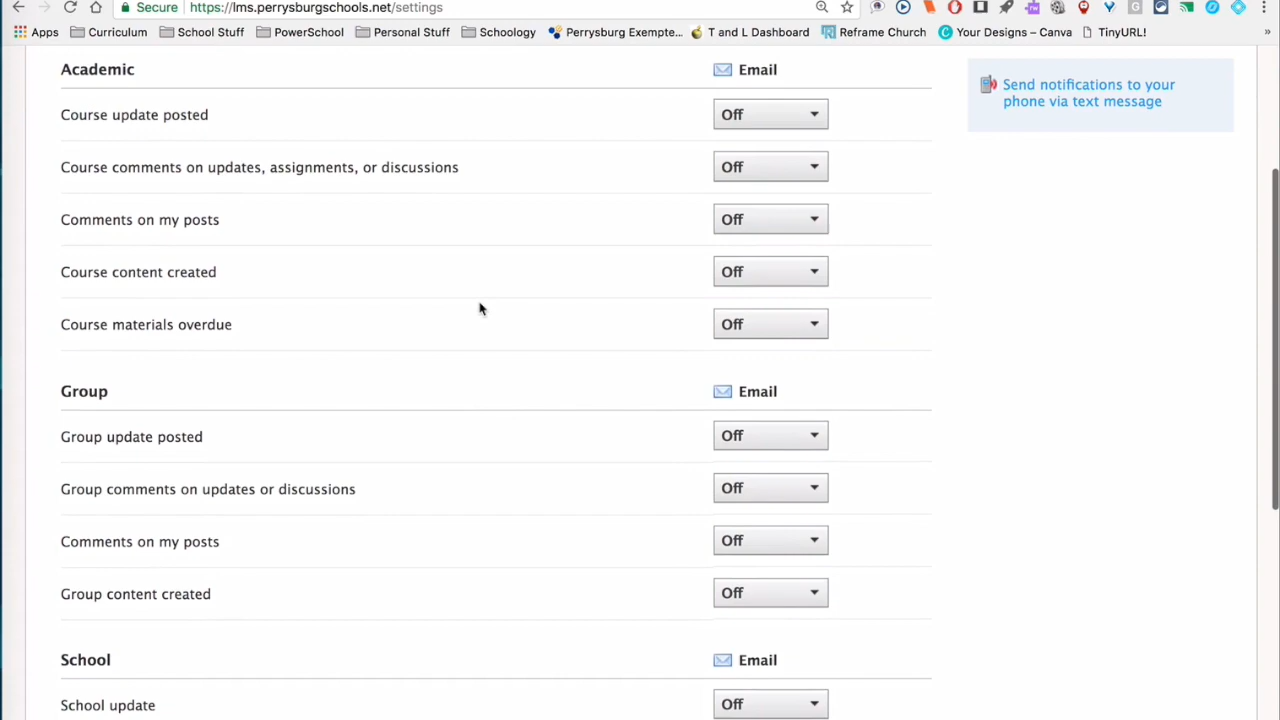 Secure https://lms.perrysburgschools.net/settings
Apps Curriculum School Stuff PowerSchool Personal Stuff Schoology Perrysburg Exempte... T and L Dashboard Reframe Church Your Designs – Canva TinyURL! »
Academic Email
Send notifications to your
phone via text message
Course update posted Off
Course comments on updates, assignments, or discussions Off
Comments on my posts Off
Course content created Off
Course materials overdue Off
Group Email
Group update posted Off
Group comments on updates or discussions Off
Comments on my posts Off
Group content created Off
School Email
School update Off